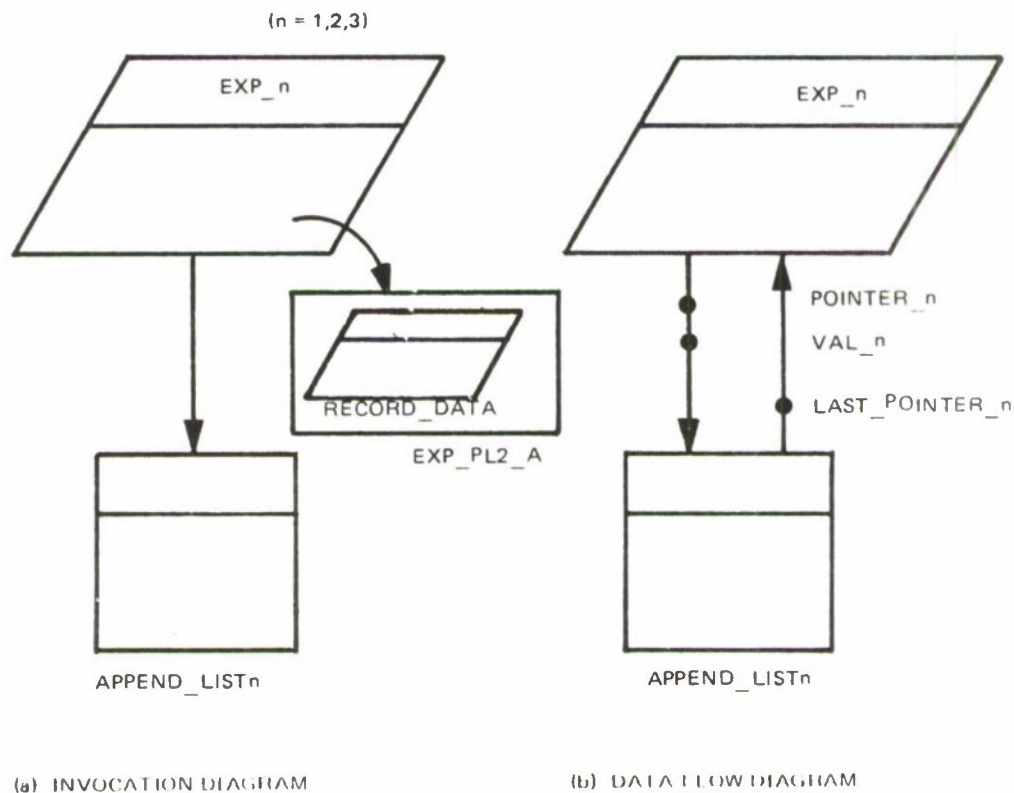 (n = 1,2,3)
EXP_n
RECORD_DATA
EXP_PL2_A
APPEND_LISTn
(a) INVOCATION DIAGRAM
EXP_n
POINTER_n
VAL_n
LAST_POINTER_n
APPEND_LISTn
(b) DATA FLOW DIAGRAM